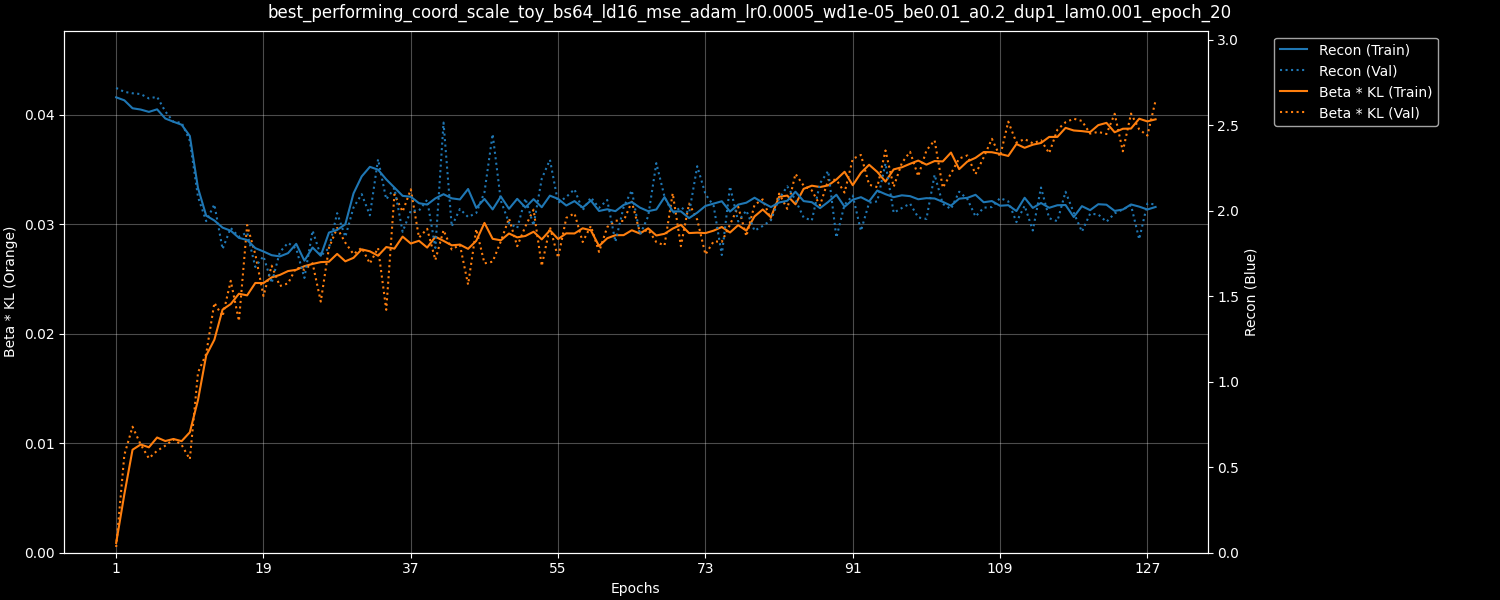 best_performing_coord_scale_toy_bs64_ld16_mse_adam_lr0.0005_wd1e-05_be0.01_a0.2_dup1_lam0.001_epoch_20
Recon (Train)
Recon (Val)
Beta * KL (Train)
Beta * KL (Val)
Beta * KL (Orange)
0.04
0.03
0.02
0.01
0.00
3.0
2.5
2.0
1.5
1.0
0.5
0.0
Recon (Blue)
1
19
37
55
73
91
109
127
Epochs